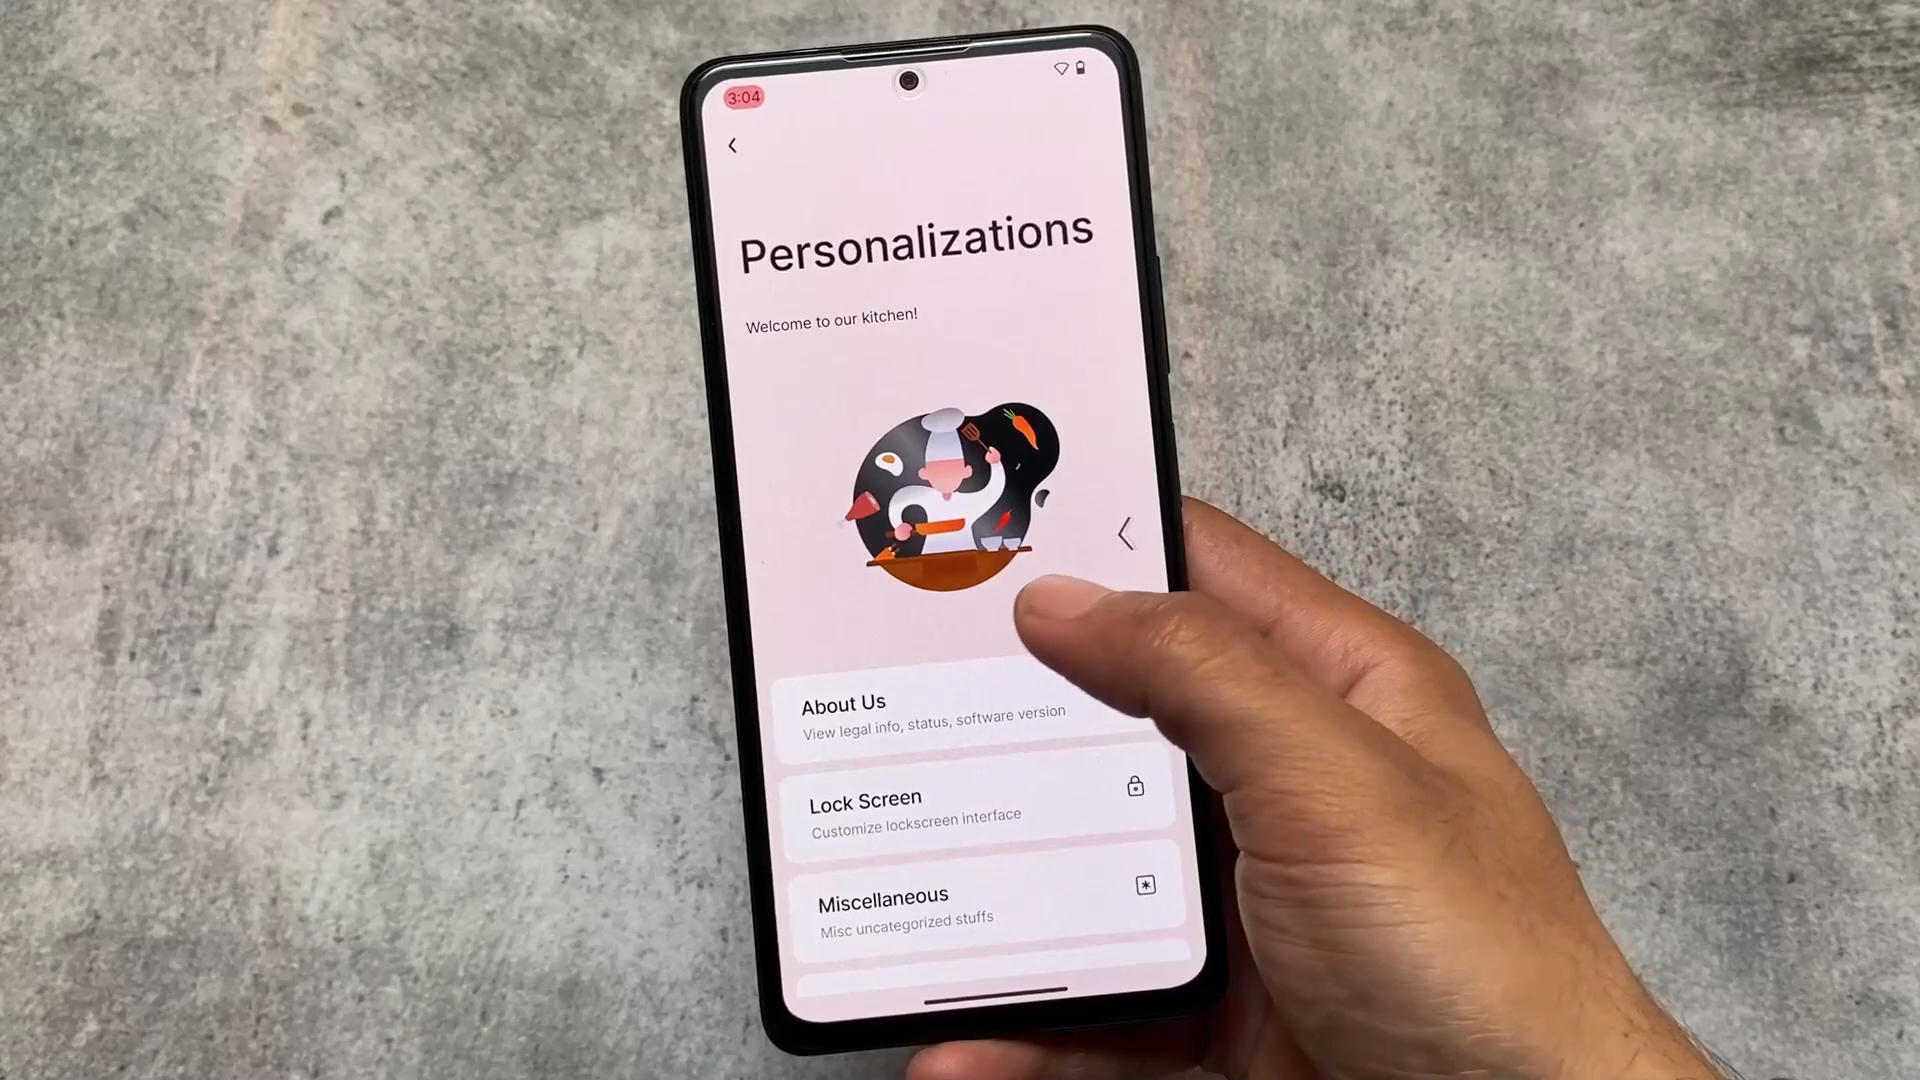 3:04
Personalizations
Welcome to our kitchen!
About Us
View legal info, status, software version
Lock Screen
Customize lockscreen interface
Miscellaneous
Misc uncategorized stuffs